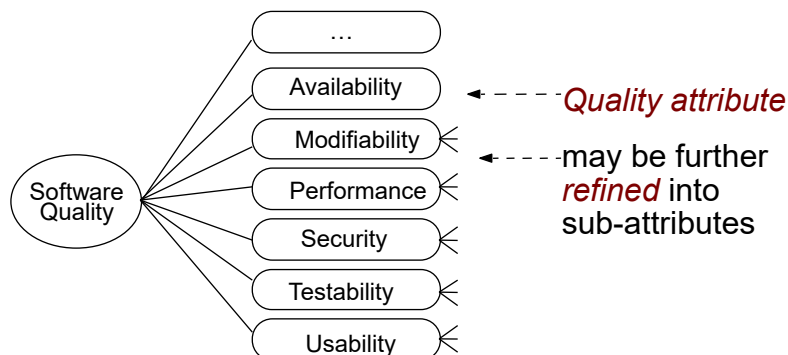 ...
Availability
Quality attribute
Modifiability
may be further
refined into
sub-attributes
Software
Quality
Performance
Security
Testability
Usability